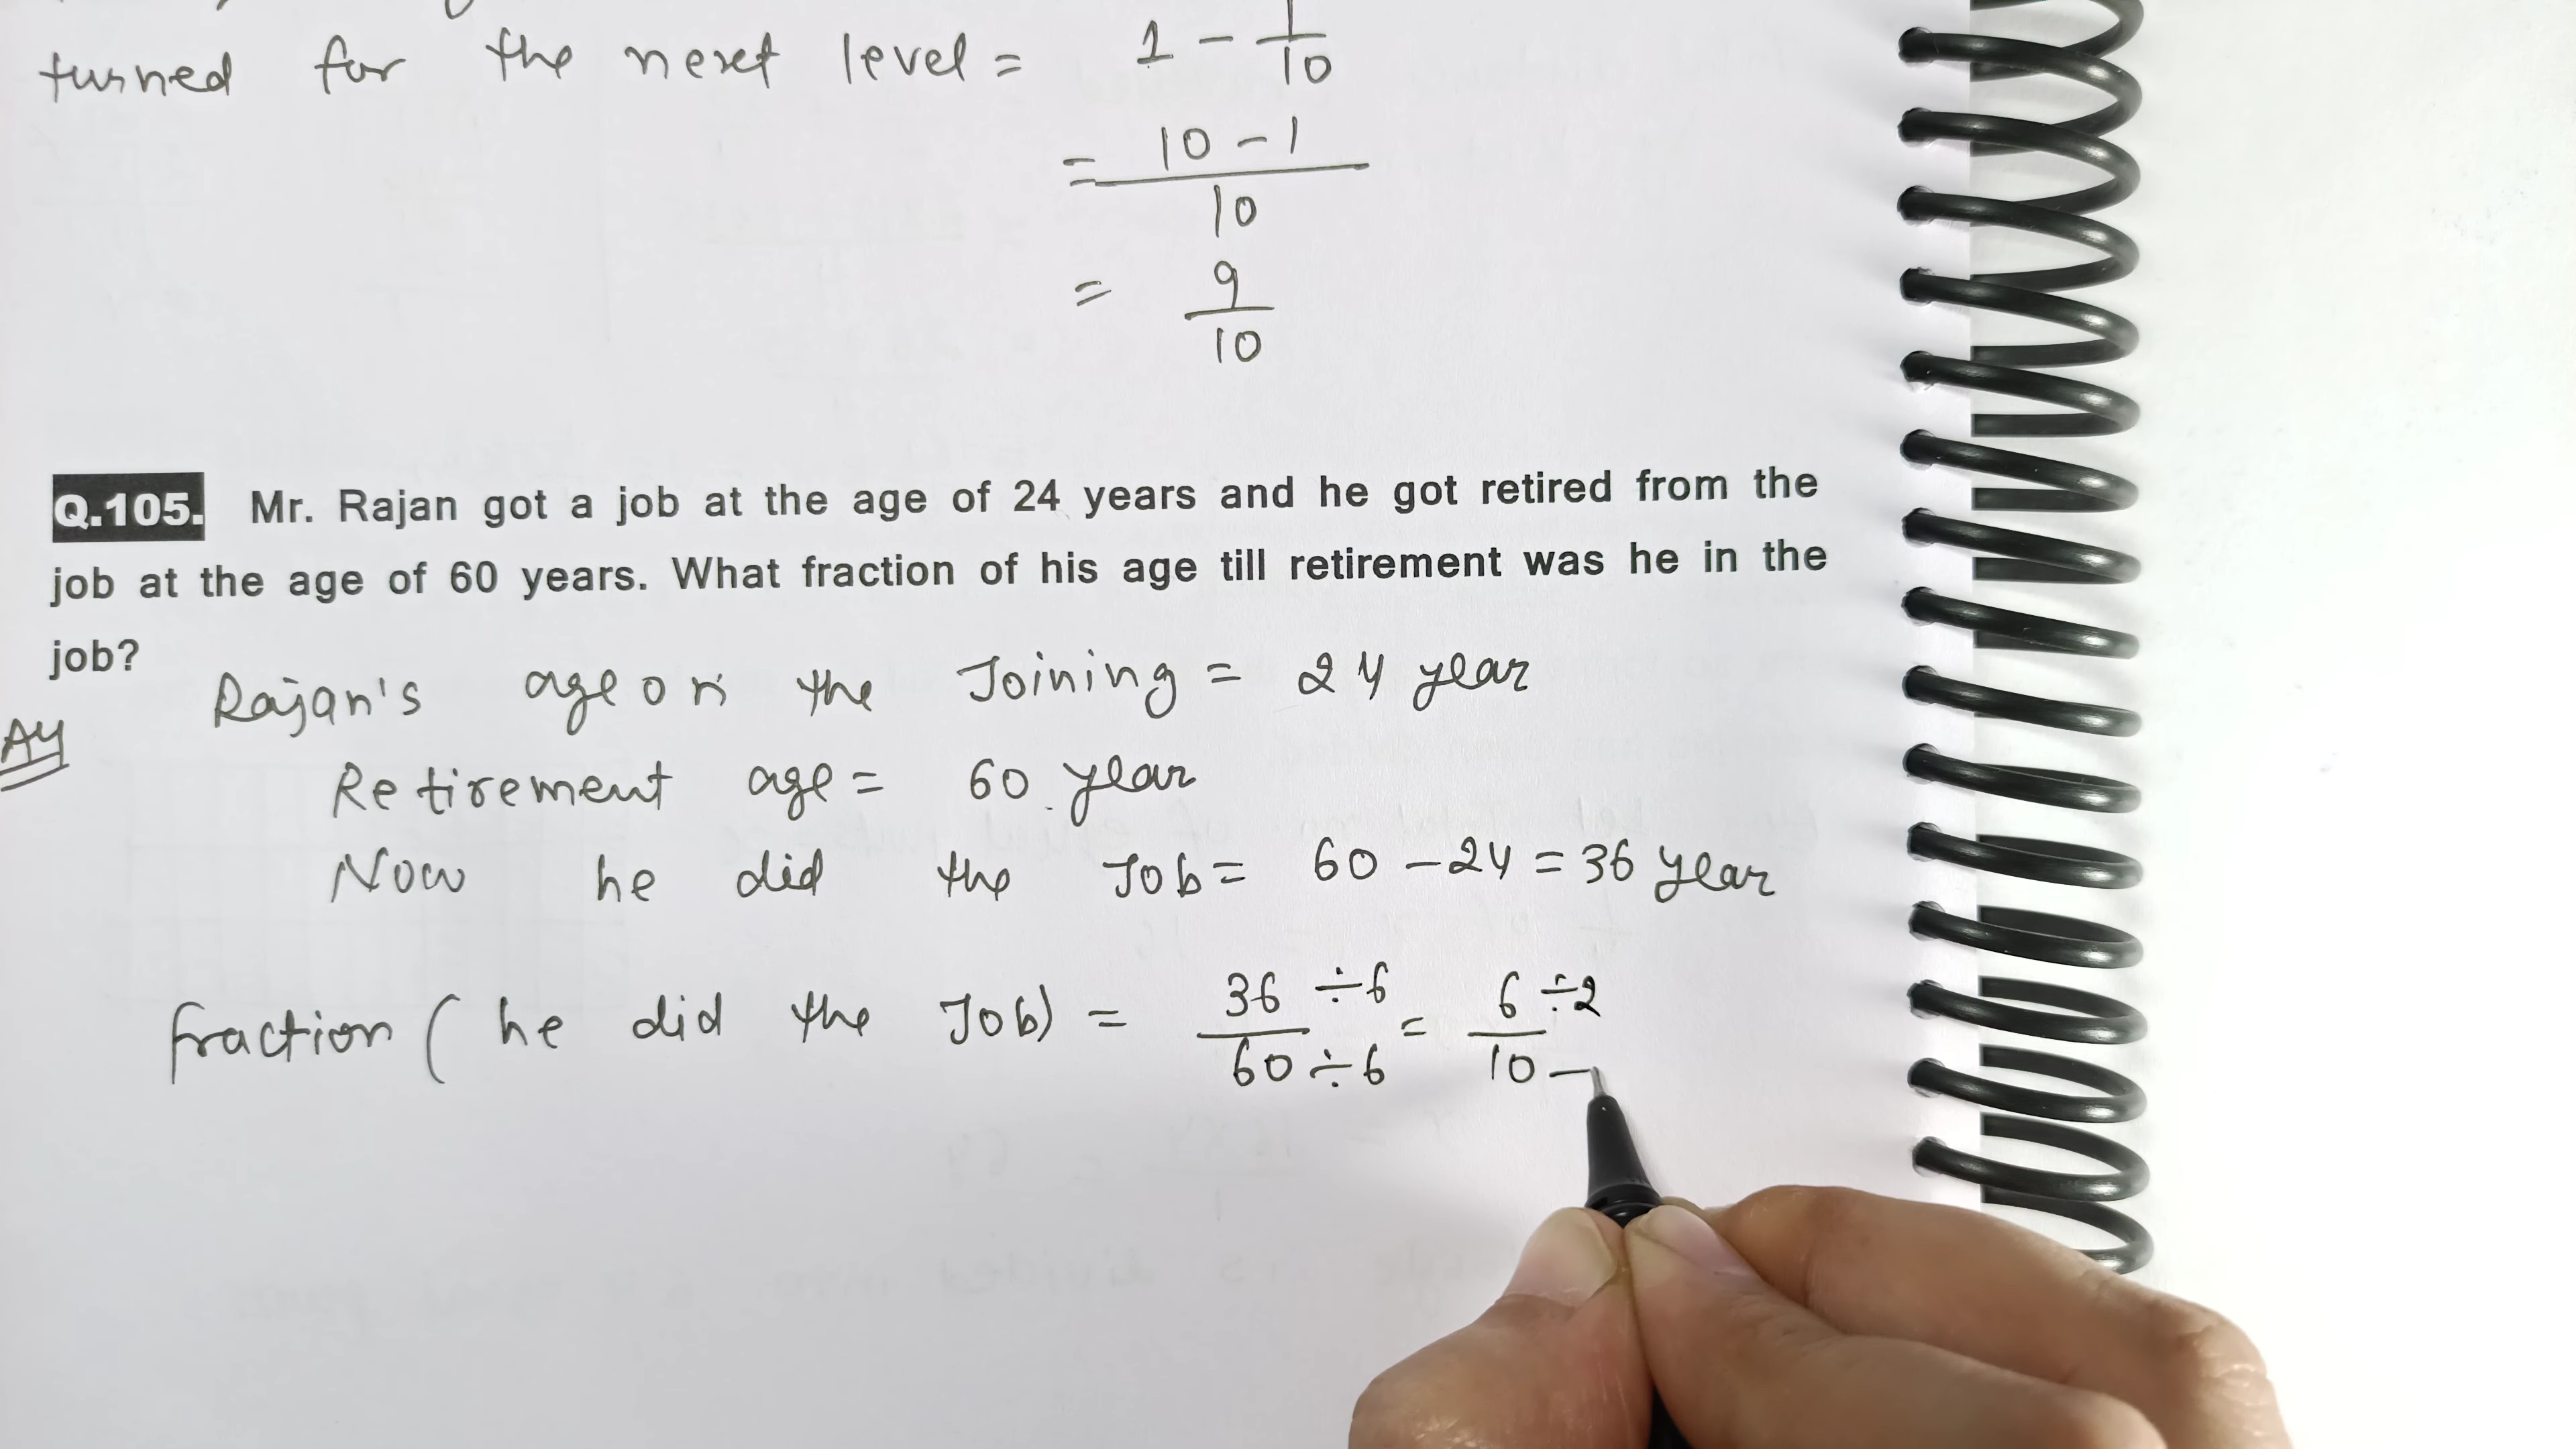 turned for the next level = 1 - 1/10
= 10 - 1 / 10
= 9/10
Q.105. Mr. Rajan got a job at the age of 24 years and he got retired from the
job at the age of 60 years. What fraction of his age till retirement was he in the
job?
Rajan's age on the Joining = 24 year
Retirement age = 60 year
Now he did the Job = 60 - 24 = 36 year
fraction ( he did the Job) = 36 ÷6 / 60 ÷6 = 6 ÷2 / 10 -